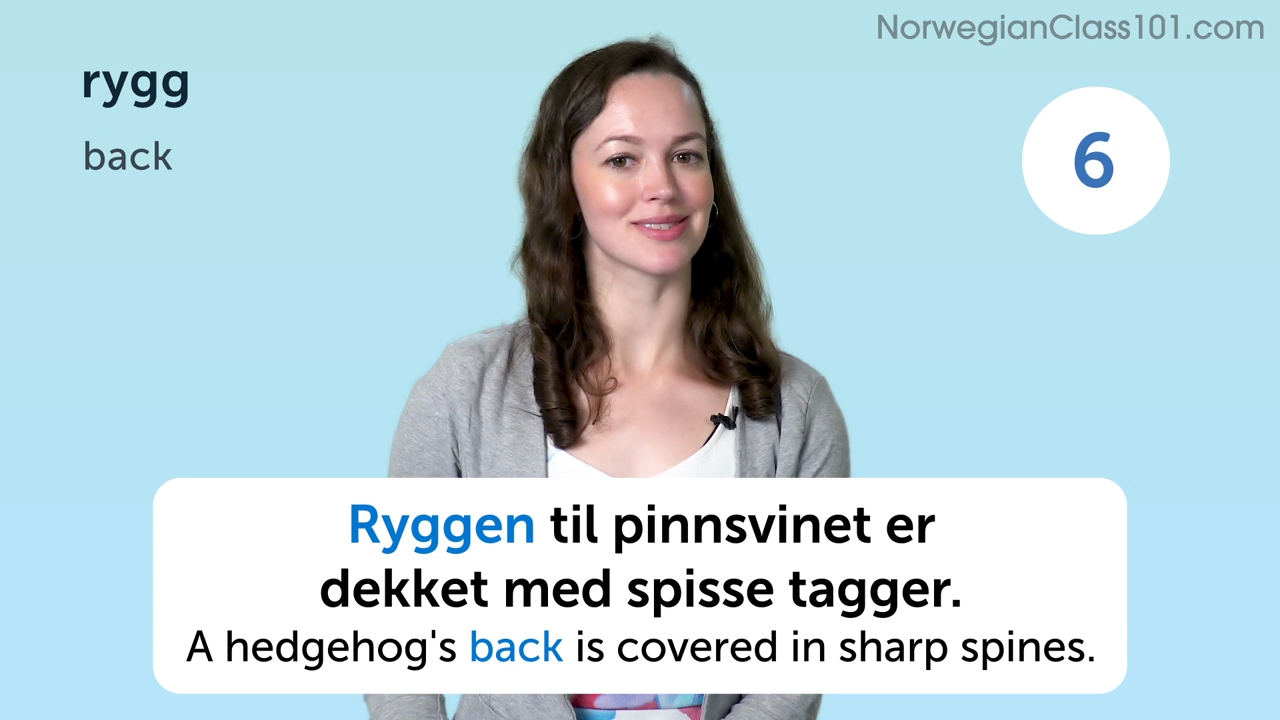 NorwegianClass101.com
rygg
back
6
Ryggen til pinnsvinet er
dekket med spisse tagger.
A hedgehog's back is covered in sharp spines.